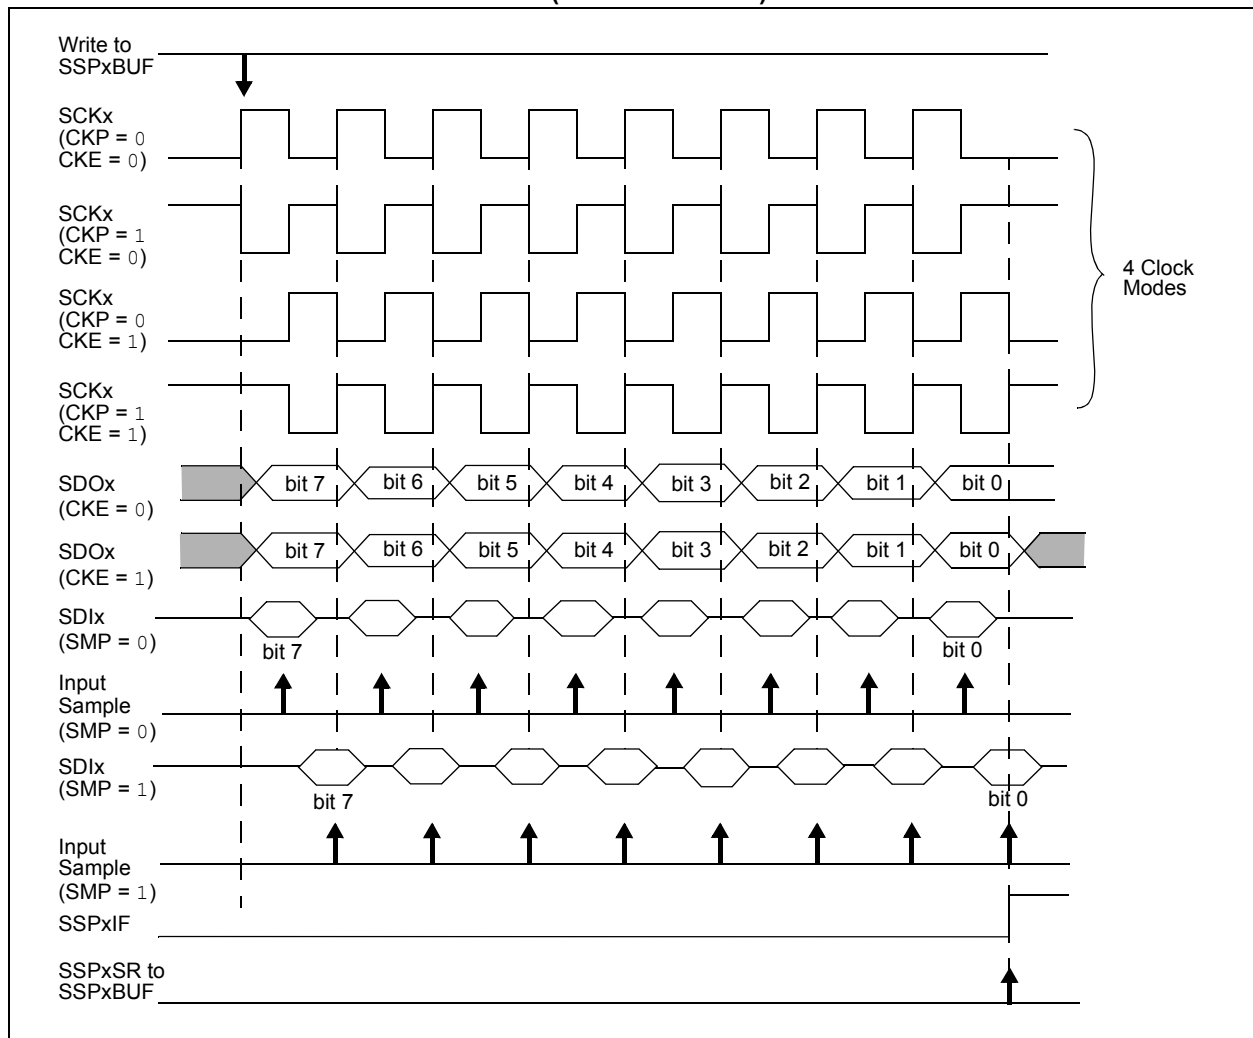 Write to
SSPxBUF
SCKx
(CKP = 0
CKE = 0)
SCKx
(CKP = 1
CKE = 0)
SCKx
(CKP = 0
CKE = 1)
SCKx
(CKP = 1
CKE = 1)
4 Clock
Modes
SDOx
(CKE = 0)
bit 7 bit 6 bit 5 bit 4 bit 3 bit 2 bit 1 bit 0
SDOx
(CKE = 1)
bit 7 bit 6 bit 5 bit 4 bit 3 bit 2 bit 1 bit 0
SDIx
(SMP = 0)
bit 7 bit 0
Input
Sample
(SMP = 0)
SDIx
(SMP = 1)
bit 7 bit 0
Input
Sample
(SMP = 1)
SSPxIF
SSPxSR to
SSPxBUF